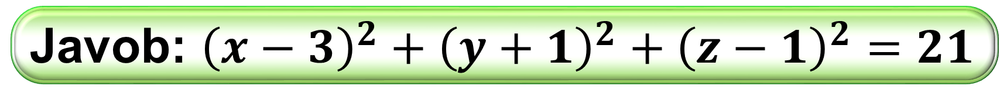 Javob: (x − 3)² + (y + 1)² + (z − 1)² = 21